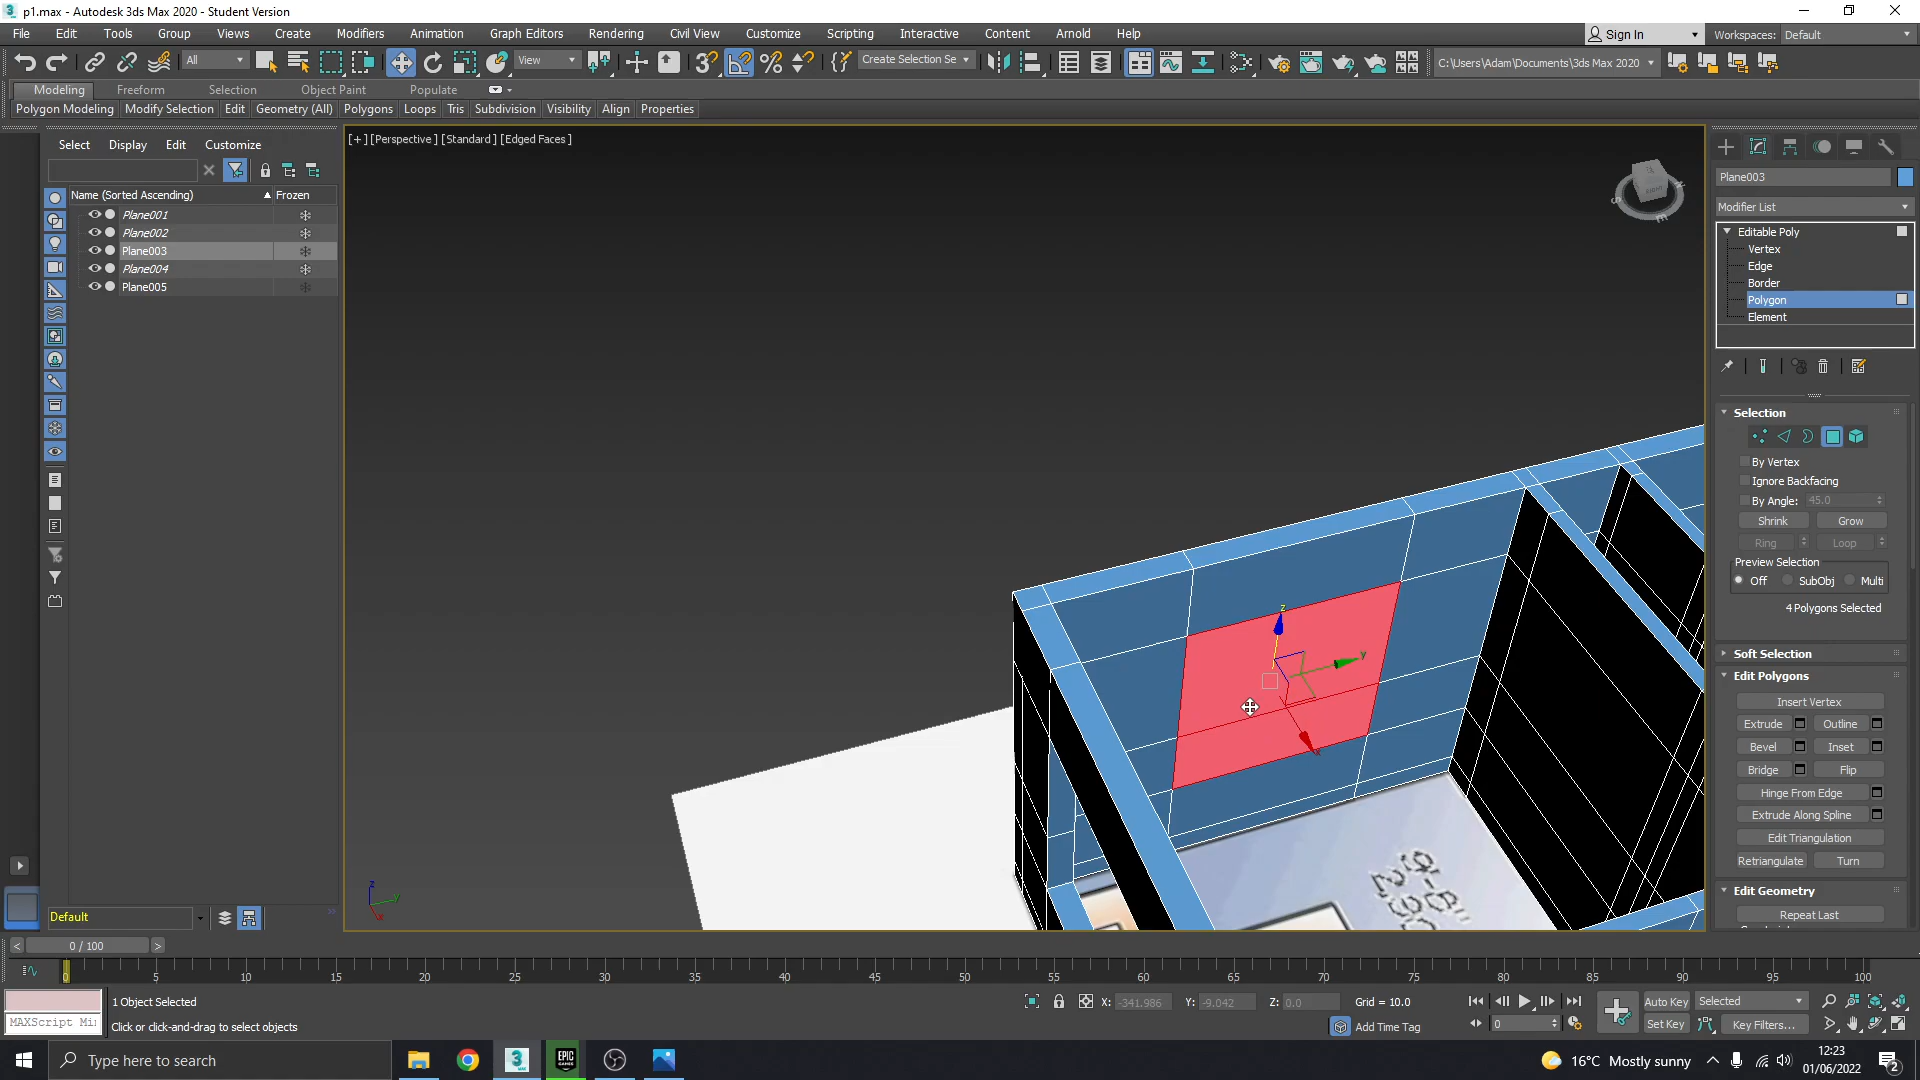 p1.max - Autodesk 3ds Max 2020 - Student Version
File Edit Tools Group Views Create Modifiers Animation Graph Editors Rendering Civil View Customize Scripting Interactive Content Arnold Help
Sign In
Workspaces: Default
All
View
Create Selection Se
C:\Users\Adam\Documents\3ds Max 2020
Modeling Freeform Selection Object Paint Populate
Polygon Modeling Modify Selection Edit Geometry (All) Polygons Loops Tris Subdivision Visibility Align Properties
Select Display Edit Customize
Name (Sorted Ascending) Frozen
Plane001
Plane002
Plane003
Plane004
Plane005
Default
[+] [Perspective] [Standard] [Edged Faces]
z
y
x
z
y
x
Plane003
Modifier List
Editable Poly
Vertex
Edge
Border
Polygon
Element
Selection
By Vertex
Ignore Backfacing
By Angle: 45.0
Shrink Grow
Ring Loop
Preview Selection
Off SubObj Multi
4 Polygons Selected
Soft Selection
Edit Polygons
Insert Vertex
Extrude Outline
Bevel Inset
Bridge Flip
Hinge From Edge
Extrude Along Spline
Edit Triangulation
Retriangulate Turn
Edit Geometry
Repeat Last
< 0 / 100 >
0 5 10 15 20 25 30 35 40 45 50 55 60 65 70 75 80 85 90 95 100
1 Object Selected
X: -341.986 Y: -9.042 Z: 0.0 Grid = 10.0
Auto Key Selected
MAXScript Mi
Click or click-and-drag to select objects
Add Time Tag
0
Set Key Key Filters...
Type here to search
EPIC GAMES
16°C Mostly sunny
12:23
01/06/2022
2